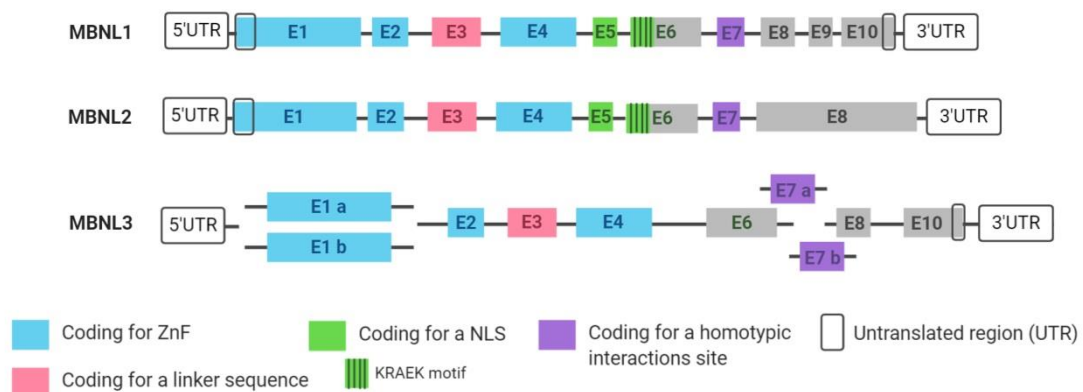 MBNL1 5'UTR E1 E2 E3 E4 E5 E6 E7 E8 E9 E10 3'UTR
MBNL2 5'UTR E1 E2 E3 E4 E5 E6 E7 E8 3'UTR
E7 a
E1 a
MBNL3 5'UTR E2 E3 E4 E6 E8 E10 3'UTR
E1 b
E7 b
Coding for ZnF
Coding for a NLS
Coding for a homotypic
interactions site
Untranslated region (UTR)
Coding for a linker sequence
KRAEK motif